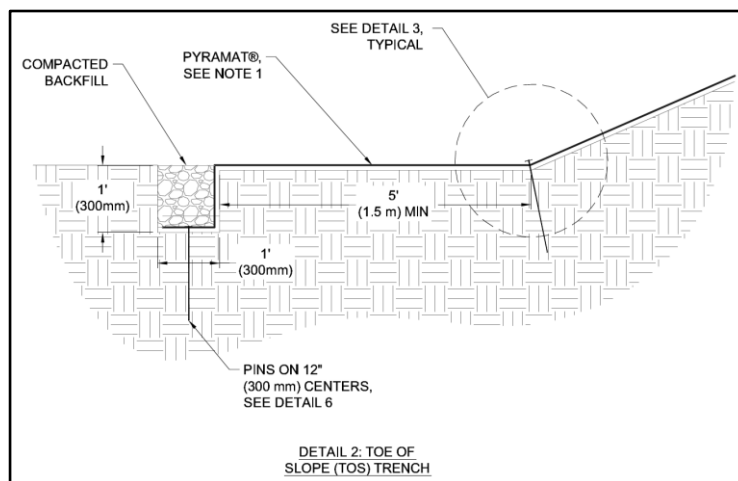 SEE DETAIL 3,
TYPICAL
PYRAMAT®,
SEE NOTE 1
COMPACTED
BACKFILL
1'
(300mm)
5'
(1.5 m) MIN
1'
(300mm)
PINS ON 12"
(300 mm) CENTERS,
SEE DETAIL 6
DETAIL 2: TOE OF
SLOPE (TOS) TRENCH